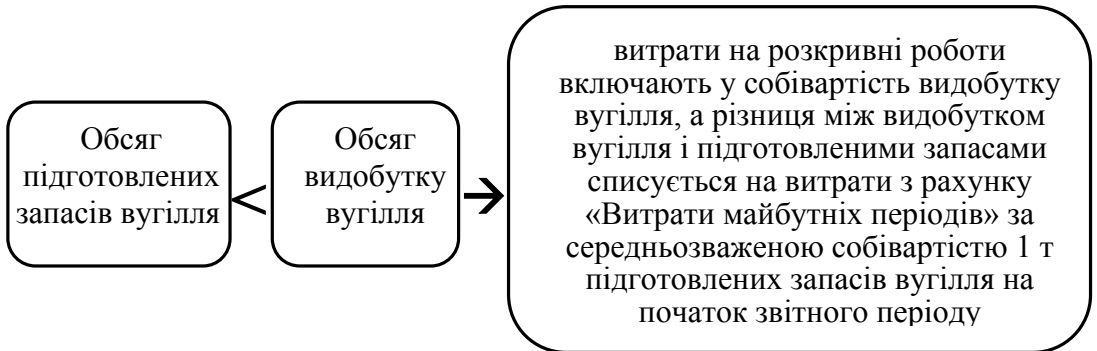 Обсяг
підготовлених
запасів вугілля
<
Обсяг
видобутку
вугілля
→
витрати на розкривні роботи
включають у собівартість видобутку
вугілля, а різниця між видобутком
вугілля і підготовленими запасами
списується на витрати з рахунку
«Витрати майбутніх періодів» за
середньозваженою собівартістю 1 т
підготовлених запасів вугілля на
початок звітного періоду